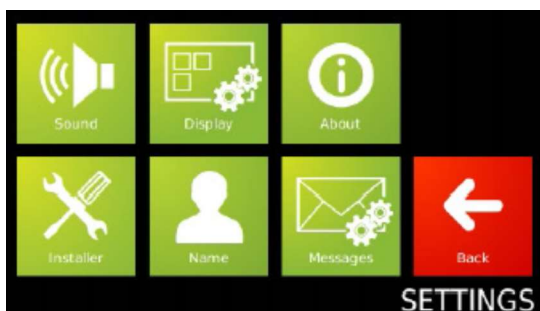 Sound
Display
About
Installer
Name
Messages
Back
SETTINGS